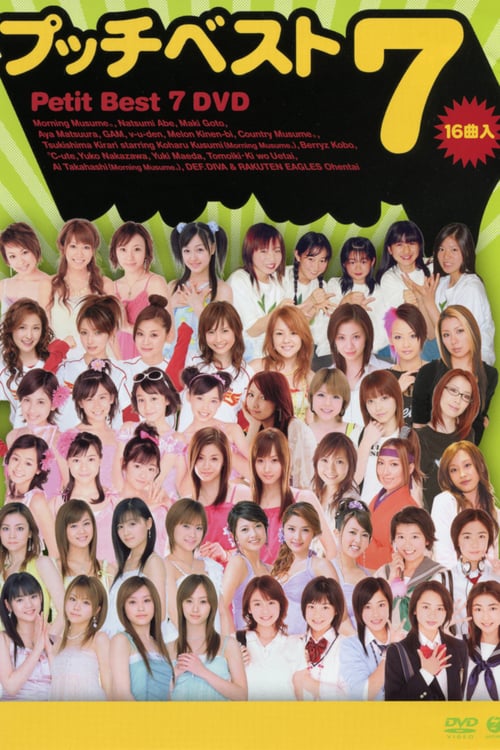 プッチベスト7
Petit Best 7 DVD
Morning Musume。, Natsumi Abe, Maki Goto,
Aya Matsuura, GAM, v-u-den, Melon Kinen-bi, Country Musume。,
Tsukishima Kirari starring Koharu Kusumi(Morning Musume。), Berryz Kobo,
°C-ute,Yuko Nakazawa, Yuki Maeda, Tomoiki-Ki wo Uetai,
Ai Takahashi(Morning Musume。), DEF.DIVA & RAKUTEN EAGLES Ohentai
16曲入
DVD
VIDEO